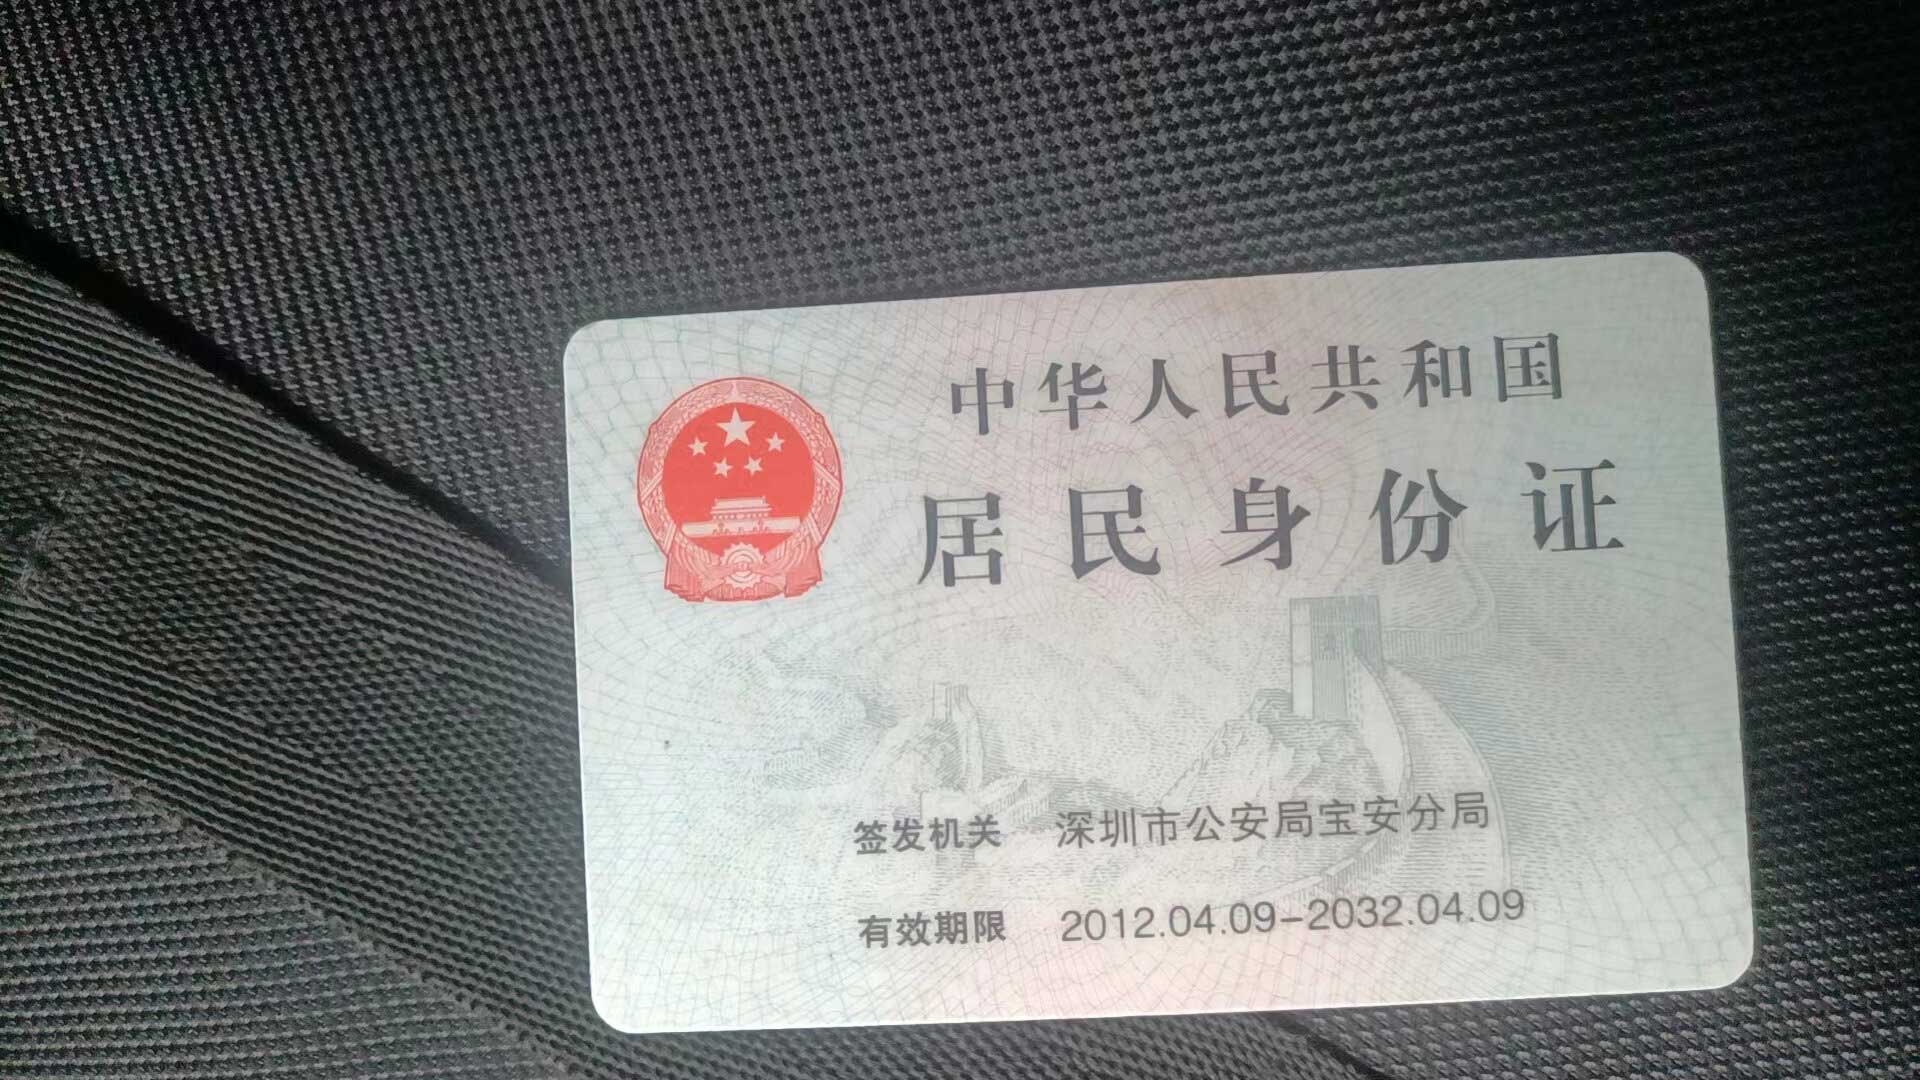 中华人民共和国
居民身份证
签发机关 深圳市公安局宝安分局
有效期限 2012.04.09-2032.04.09